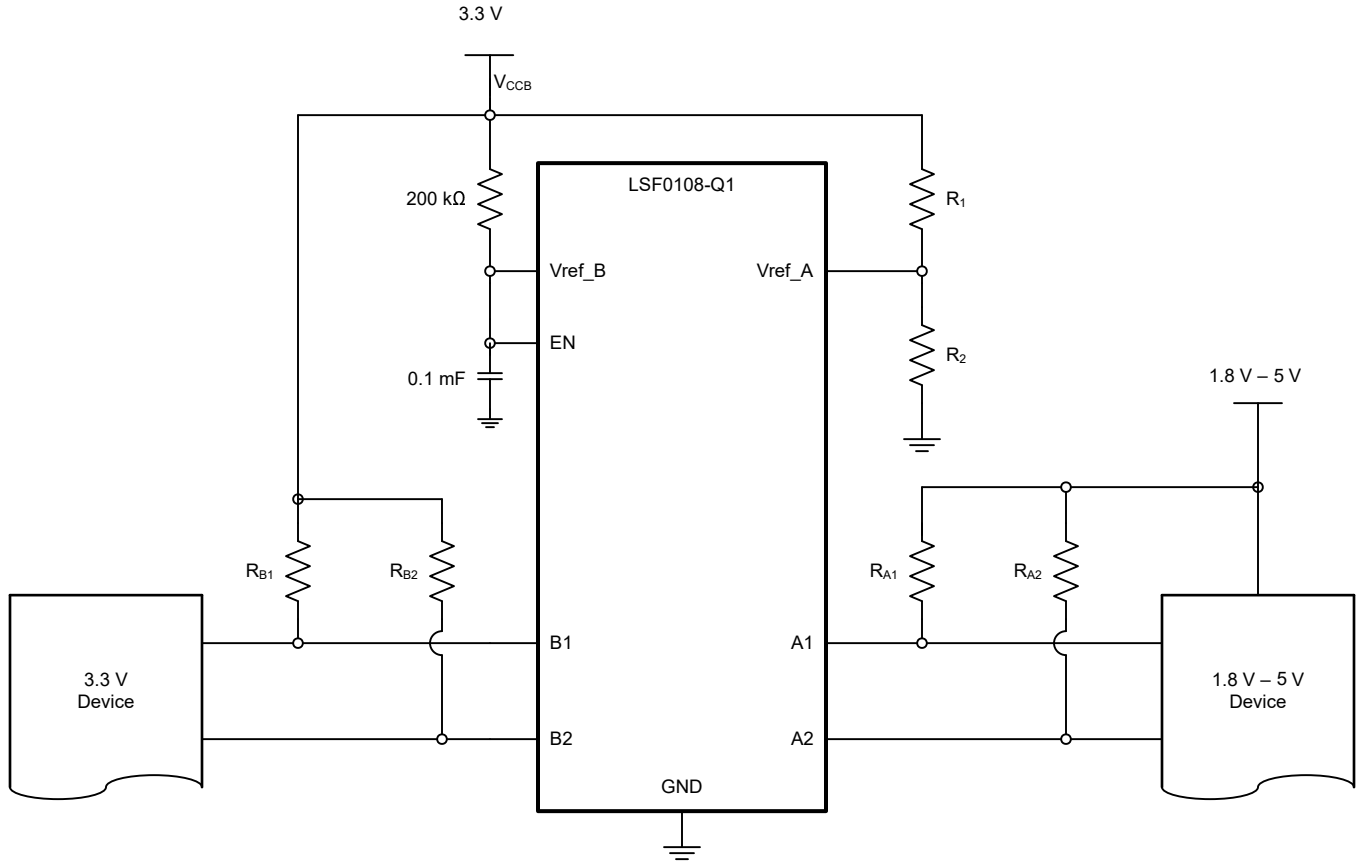 3.3 V
VCCB
LSF0108-Q1
200 kΩ
R1
Vref_B
Vref_A
EN
R2
0.1 mF
1.8 V – 5 V
RB1
RB2
RA1
RA2
B1
A1
3.3 V
Device
1.8 V – 5 V
Device
B2
A2
GND